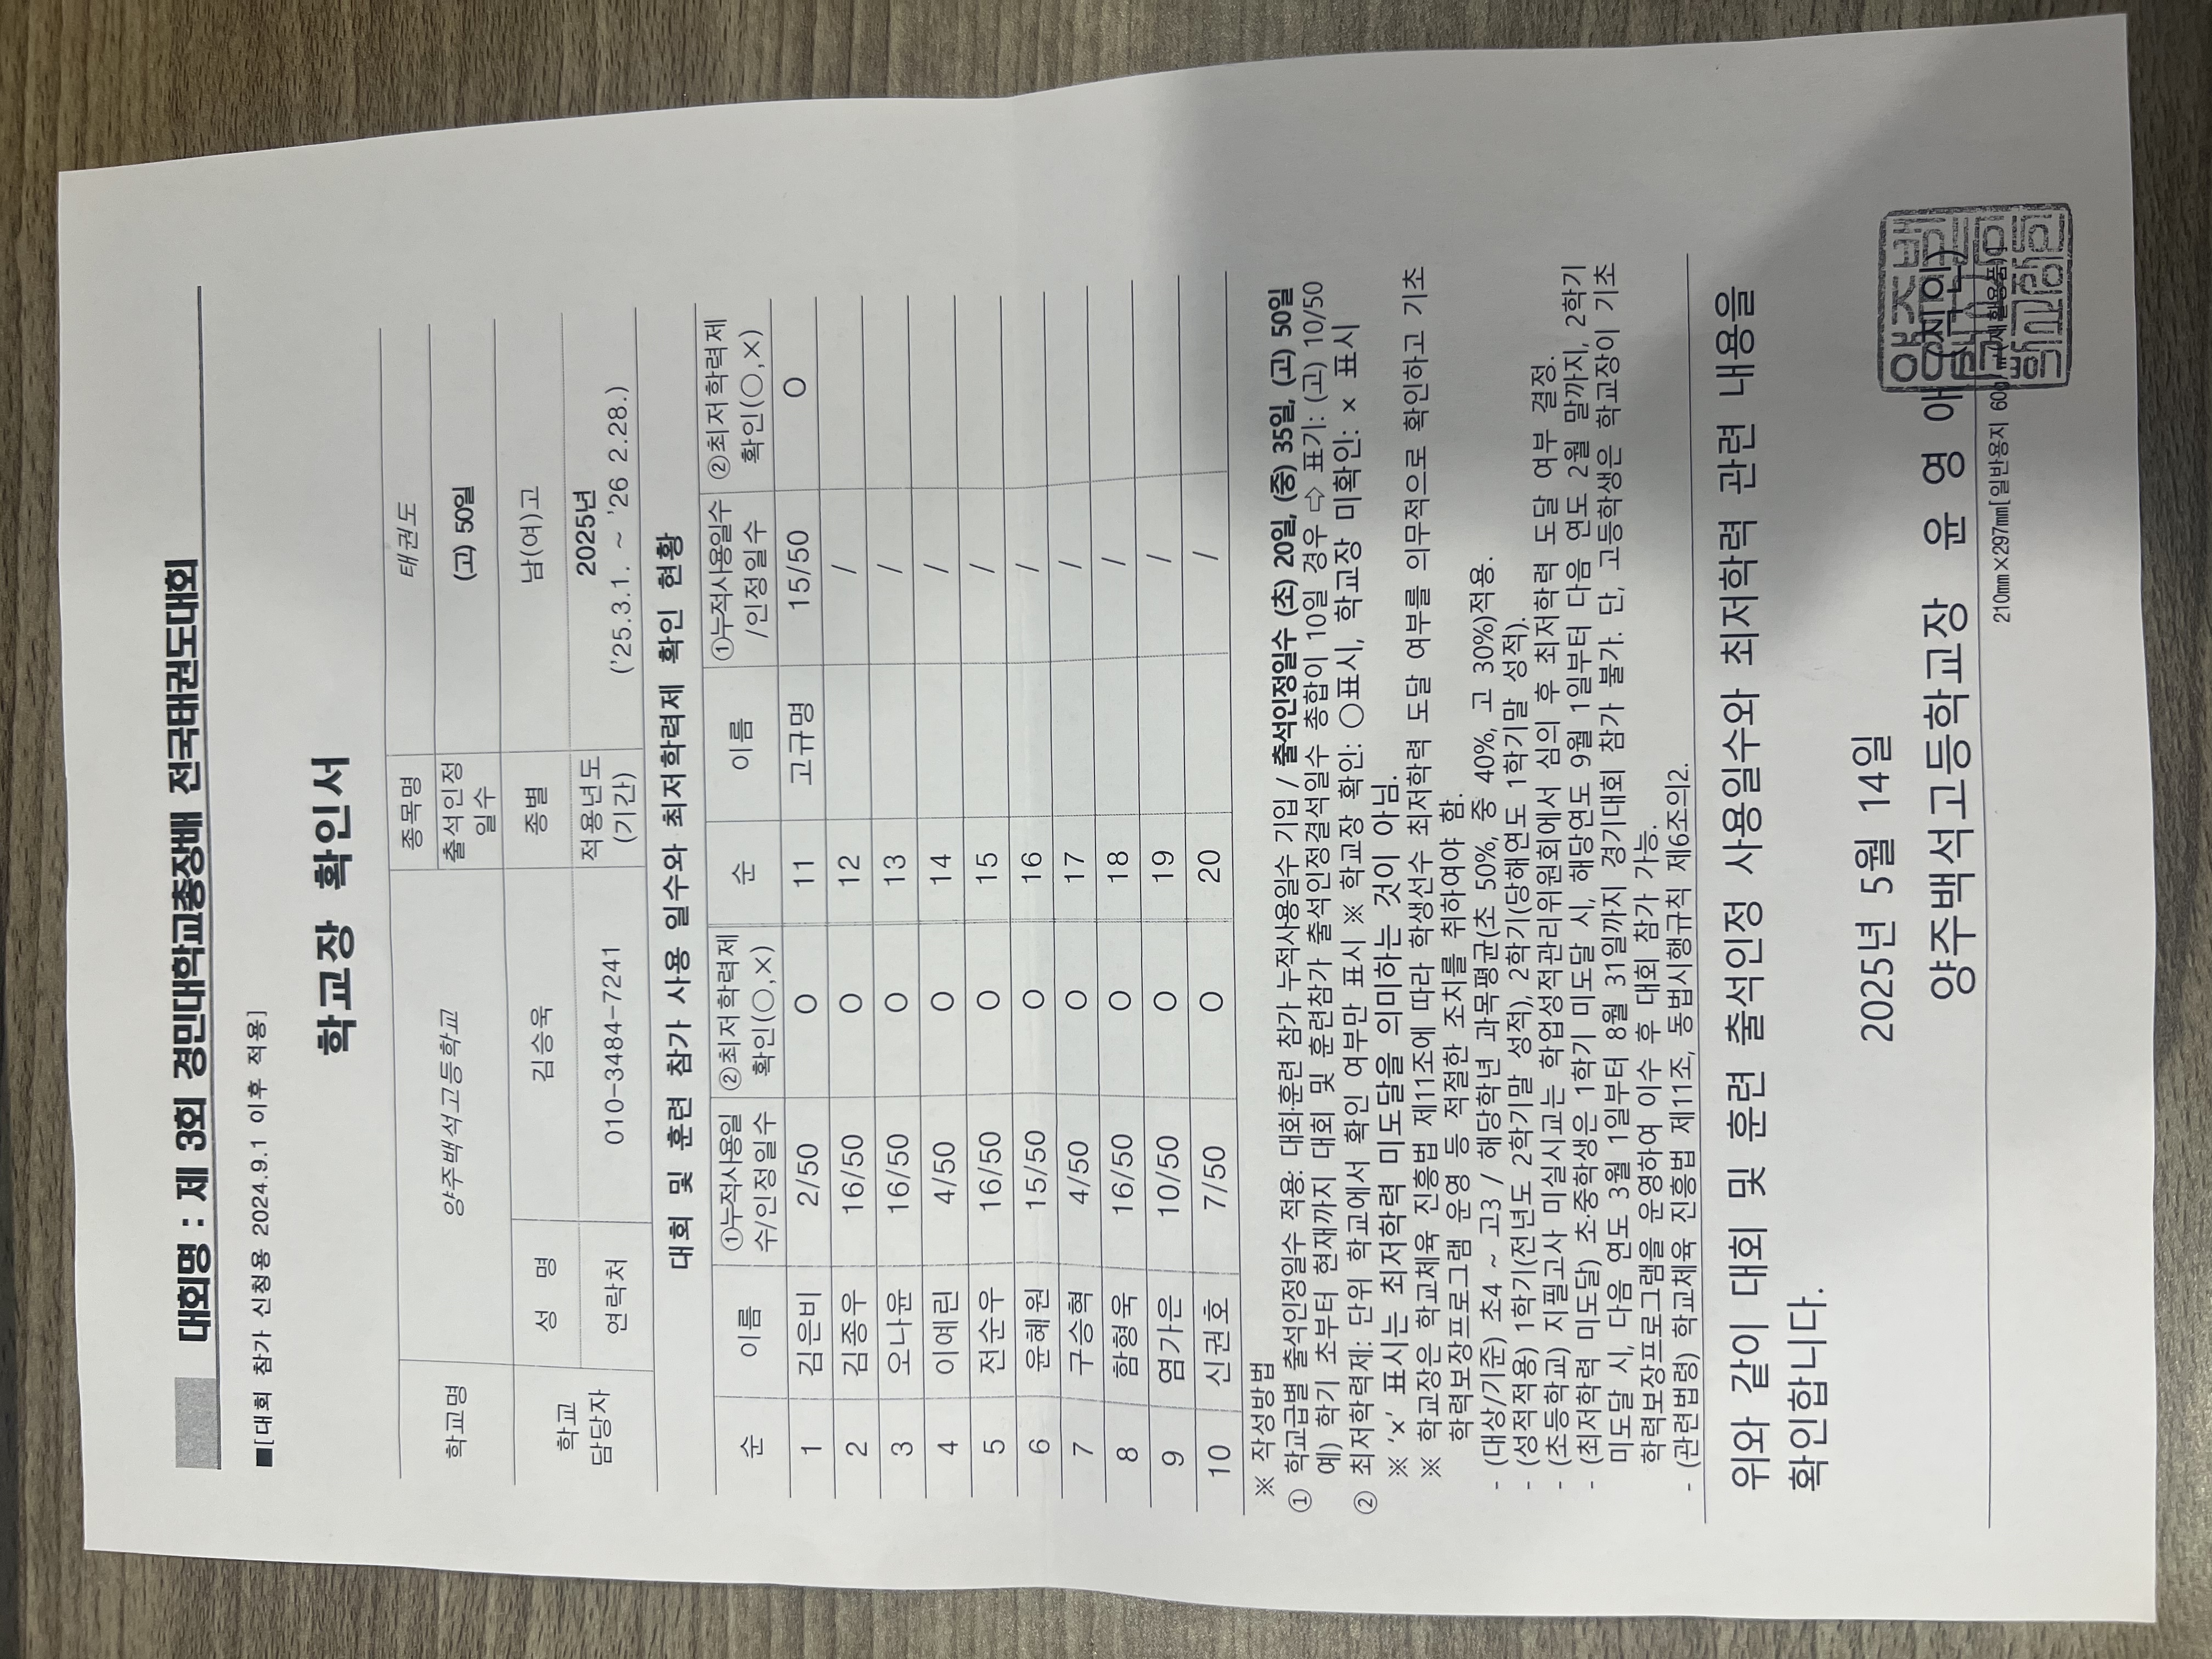 대회명 : 제 3회 경민대학교총장배 전국태권도대회
■[대회 참가 신청용 2024.9.1 이후 적용]
학교장 확인서
학교명 양주백석고등학교 종목명 태권도
출석인정일수 (고) 50일
학교 담당자 성 명 김승욱 종별 남(여)고
연락처 010-3484-7241 적용년도(기간) 2025년 ('25.3.1. ~ '26 2.28.)
대회 및 훈련 참가 사용 일수와 최저학력제 확인 현황
순 이름 ①누적사용일수/인정일수 ②최저학력제 확인(○,×) 순 이름 ①누적사용일수/인정일수 ②최저학력제 확인(○,×)
1 김은비 2/50 O 11 고규명 15/50 O
2 김종우 16/50 O 12 /
3 오나윤 16/50 O 13 /
4 이예린 4/50 O 14 /
5 전순우 16/50 O 15 /
6 윤혜원 15/50 O 16 /
7 구승혁 4/50 O 17 /
8 함형욱 16/50 O 18 /
9 염가은 10/50 O 19 /
10 신권호 7/50 O 20 /
※ 작성방법
① 학교급별 출석인정일수 적용: 대회·훈련 참가 누적사용일수 기입 / 출석인정일수 (초) 20일, (중) 35일, (고) 50일
예) 학기 초부터 현재까지 대회 및 훈련참가 출석인정결석일수 총합이 10일 경우 ⇨ 표기: (고) 10/50
② 최저학력제: 단위 학교에서 확인 여부만 표시 ※ 학교장 확인: ○표시, 학교장 미확인: × 표시
※ '×' 표시는 최저학력 미도달을 의미하는 것이 아님.
※ 학교장은 학교체육 진흥법 제11조에 따라 학생선수 최저학력 도달 여부를 의무적으로 확인하고 기초
학력보장프로그램 운영 등 적절한 조치를 취하여야 함.
- (대상/기준) 초4 ~ 고3 / 해당학년 과목평균(초 50%, 중 40%, 고 30%)적용.
- (성적적용) 1학기(전년도 2학기말 성적), 2학기(당해연도 1학기말 성적).
- (초등학교) 지필고사 미실시교는 학업성적관리위원회에서 심의 후 최저학력 도달 여부 결정.
- (최저학력 미도달) 초·중학생은 1학기 미도달 시, 해당연도 9월 1일부터 다음 연도 2월 말까지, 2학기
미도달 시, 다음 연도 3월 1일부터 8월 31일까지 경기대회 참가 불가. 단, 고등학생은 학교장이 기초
학력보장프로그램을 운영하여 이수 후 대회 참가 가능.
- (관련법령) 학교체육 진흥법 제11조, 동법시행규칙 제6조의2.
위와 같이 대회 및 훈련 출석인정 사용일수와 최저학력 관련 내용을
확인합니다.
2025년 5월 14일
양주백석고등학교장 윤 영 애 (직인)
210㎜×297㎜[일반용지 60g/㎡(재활용품)]